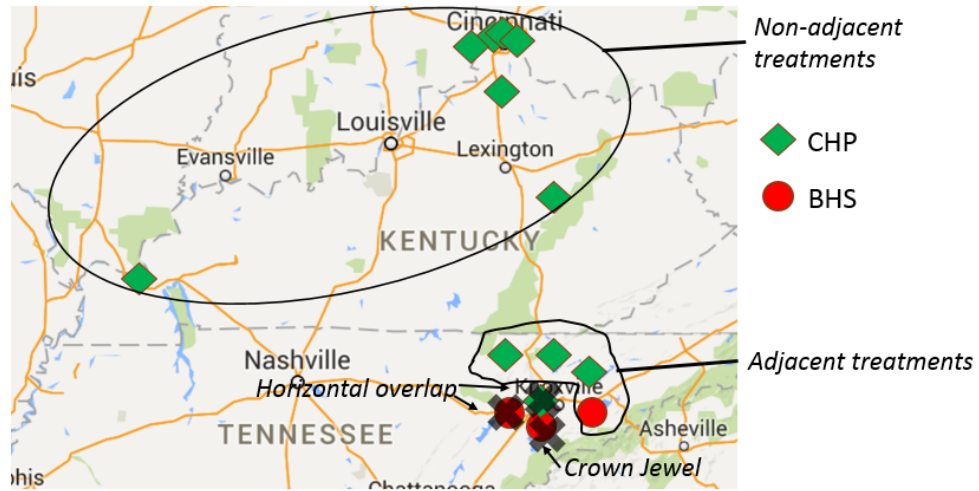 Cincinnati
Non-adjacent
treatments
uis
Louisville
CHP
Evansville
Lexington
BHS
KENTUCKY
Nashville
Adjacent treatments
Horizontal overlap
Knoxville
TENNESSEE
Asheville
phis
Crown Jewel
Chattanooga